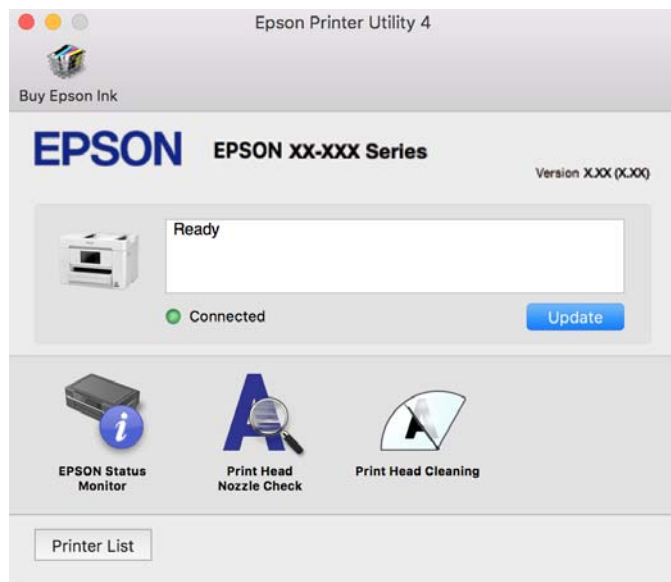 Epson Printer Utility 4
Buy Epson Ink
EPSON
EPSON XX-XXX Series
Version X.XX (X.XX)
Ready
Connected
Update
EPSON Status
Monitor
Print Head
Nozzle Check
Print Head Cleaning
Printer List